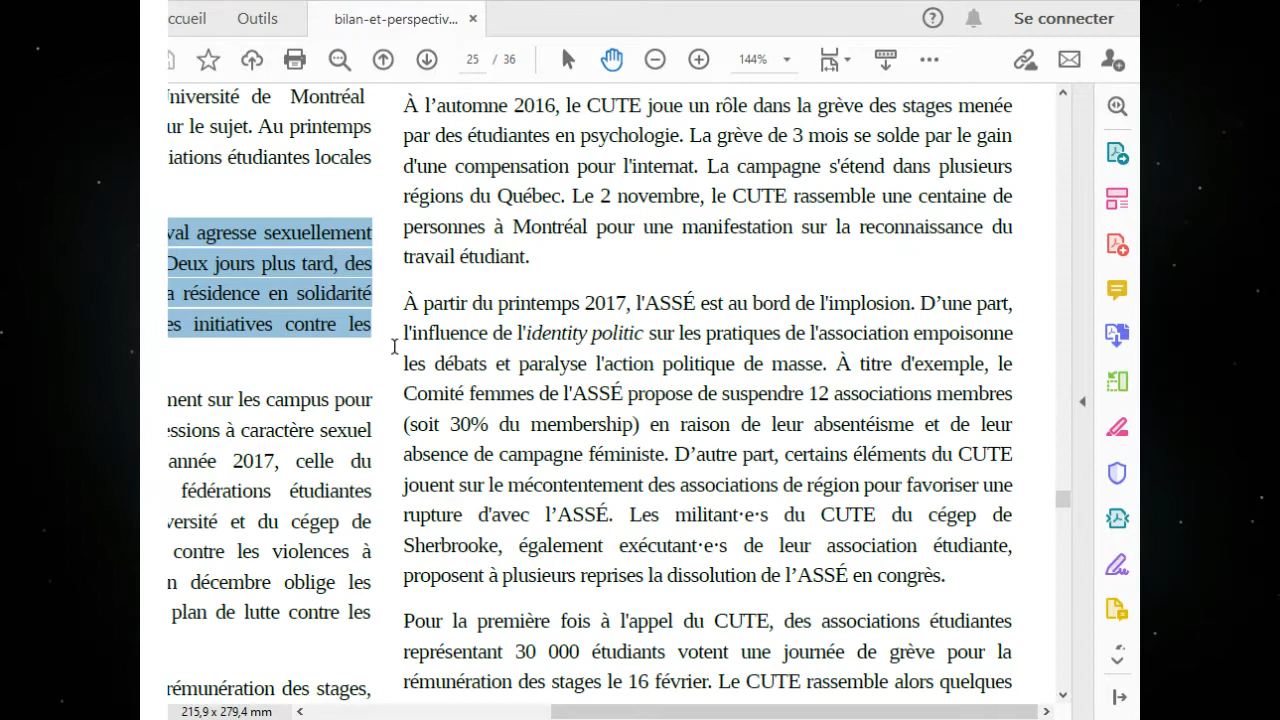 ccueil
Outils
bilan-et-perspectiv...
Se connecter
25 / 36
144%
Université de Montréal
ur le sujet. Au printemps
iations étudiantes locales
val agresse sexuellement
Deux jours plus tard, des
a résidence en solidarité
es initiatives contre les
ment sur les campus pour
essions à caractère sexuel
année 2017, celle du
fédérations étudiantes
versité et du cégep de
contre les violences à
n décembre oblige les
plan de lutte contre les
rémunération des stages,
À l’automne 2016, le CUTE joue un rôle dans la grève des stages menée
par des étudiantes en psychologie. La grève de 3 mois se solde par le gain
d'une compensation pour l'internat. La campagne s'étend dans plusieurs
régions du Québec. Le 2 novembre, le CUTE rassemble une centaine de
personnes à Montréal pour une manifestation sur la reconnaissance du
travail étudiant.
À partir du printemps 2017, l'ASSÉ est au bord de l'implosion. D’une part,
l'influence de l'identity politic sur les pratiques de l'association empoisonne
les débats et paralyse l'action politique de masse. À titre d'exemple, le
Comité femmes de l'ASSÉ propose de suspendre 12 associations membres
(soit 30% du membership) en raison de leur absentéisme et de leur
absence de campagne féministe. D’autre part, certains éléments du CUTE
jouent sur le mécontentement des associations de région pour favoriser une
rupture d'avec l’ASSÉ. Les militant·e·s du CUTE du cégep de
Sherbrooke, également exécutant·e·s de leur association étudiante,
proposent à plusieurs reprises la dissolution de l’ASSÉ en congrès.
Pour la première fois à l'appel du CUTE, des associations étudiantes
représentant 30 000 étudiants votent une journée de grève pour la
rémunération des stages le 16 février. Le CUTE rassemble alors quelques
215,9 x 279,4 mm